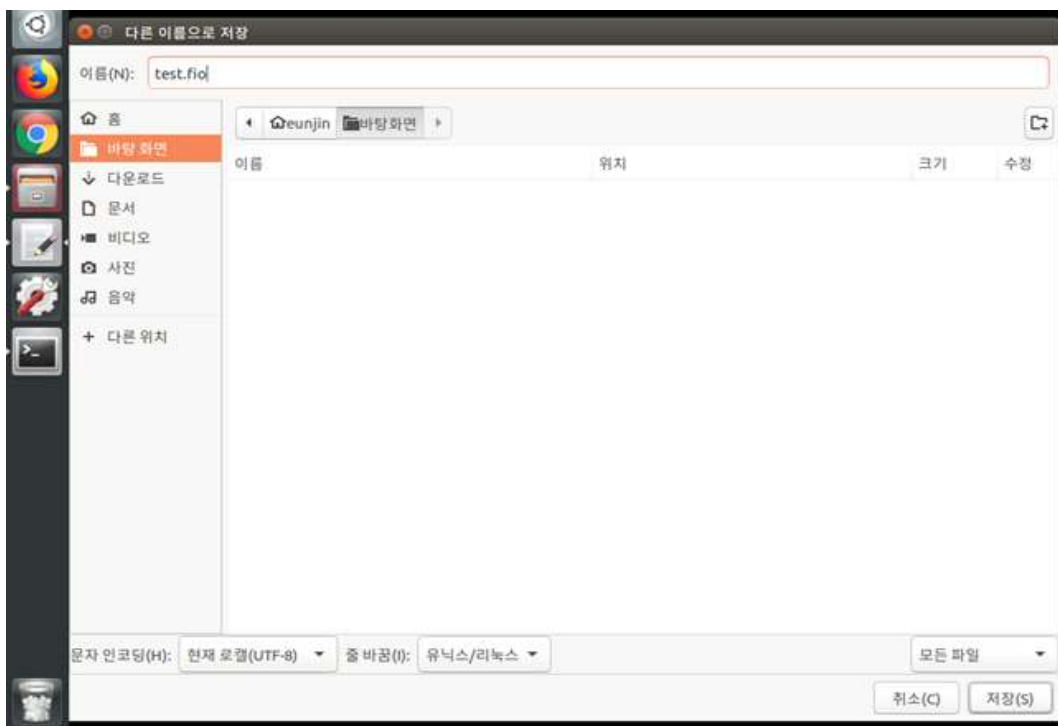 다른 이름으로 저장
이름(N): test.fio
홈
eunjin 바탕화면
바탕 화면
이름 위치 크기 수정
다운로드
문서
비디오
사진
음악
+ 다른 위치
문자 인코딩(H): 현재 로캘(UTF-8) 줄 바꿈(I): 유닉스/리눅스 모든 파일
취소(C) 저장(S)